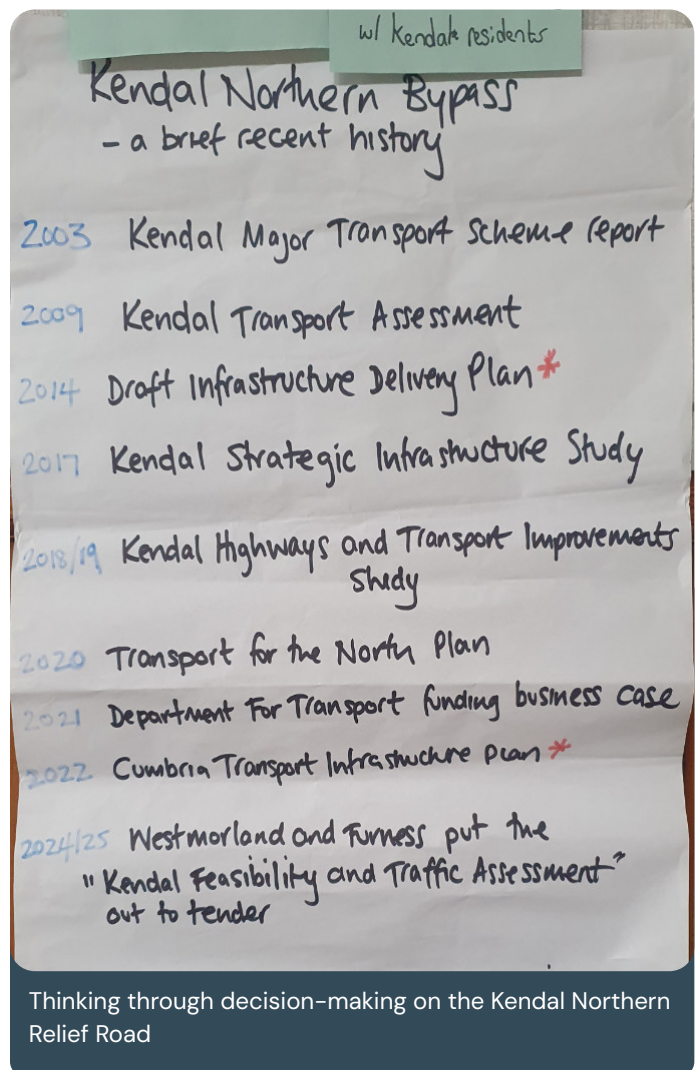 w/ Kendal residents
Kendal Northern Bypass
- a brief recent history
2003 Kendal Major Transport scheme report
2009 Kendal Transport Assessment
2014 Draft Infrastructure Delivery Plan*
2017 Kendal Strategic Infrastructure Study
2018/19 Kendal Highways and Transport Improvements
Study
2020 Transport for the North Plan
2021 Department For Transport funding business case
2022 Cumbria Transport Infrastructure plan*
2024/25 Westmorland and Furness put the
"Kendal Feasibility and Traffic Assessment"
out to tender
Thinking through decision-making on the Kendal Northern
Relief Road